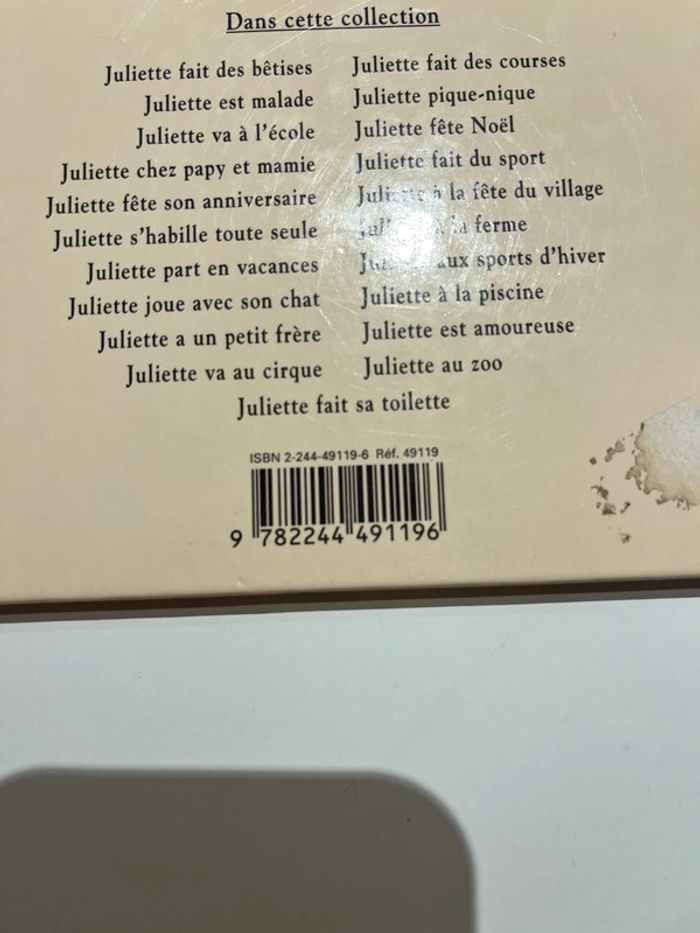 Dans cette collection
Juliette fait des bêtises
Juliette est malade
Juliette va à l'école
Juliette chez papy et mamie
Juliette fête son anniversaire
Juliette s'habille toute seule
Juliette part en vacances
Juliette joue avec son chat
Juliette a un petit frère
Juliette va au cirque
Juliette fait des courses
Juliette pique-nique
Juliette fête Noël
Juliette fait du sport
Juliette à la fête du village
la ferme
aux sports d'hiver
Juliette à la piscine
Juliette est amoureuse
Juliette au zoo
Juliette fait sa toilette
ISBN 2-244-49119-6 Réf. 49119
9 782244 491196